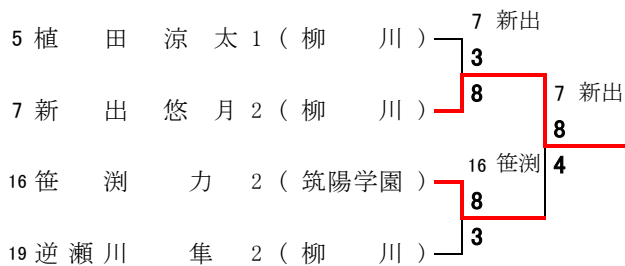 5 植田涼太 1 ( 柳川 )
7 新出
3
8
7 新出悠月 2 ( 柳川 )
7 新出
8
4
16 笹渕力 2 ( 筑陽学園 )
16 笹渕
8
3
19 逆瀬川隼 2 ( 柳川 )